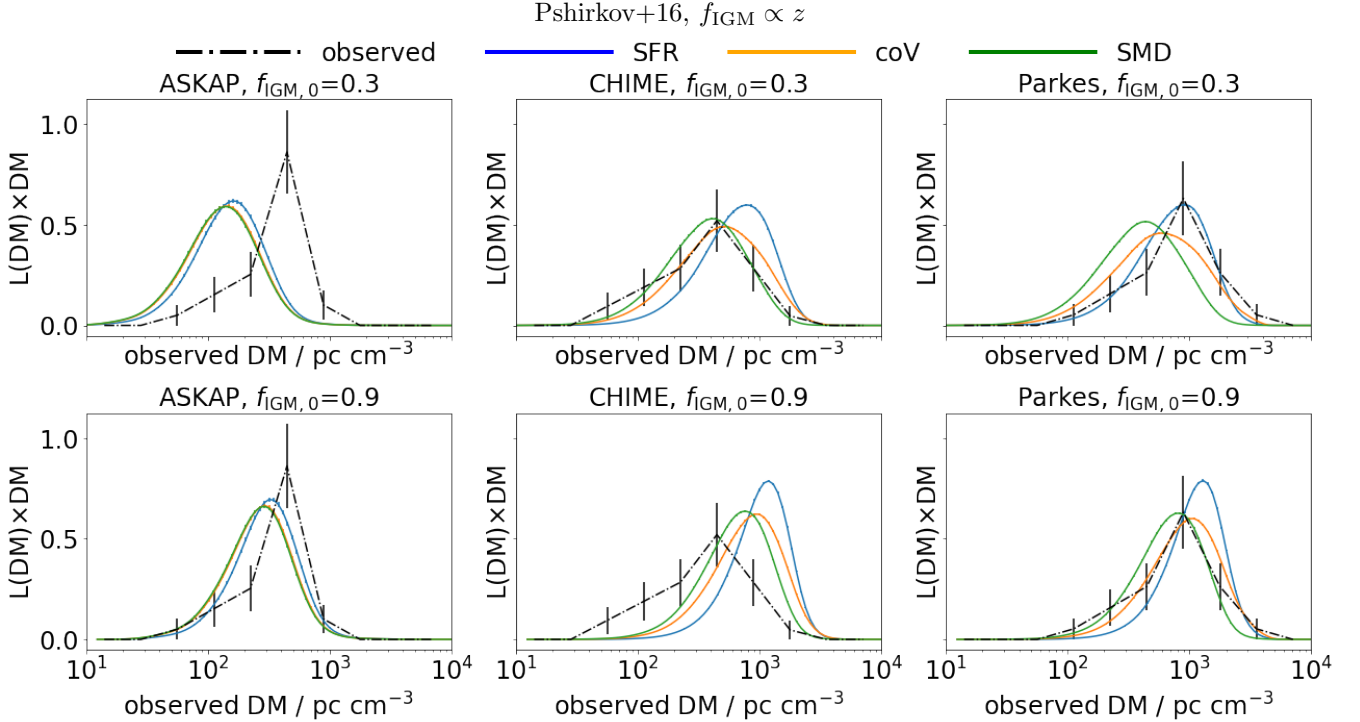 Pshirkov+16, f_IGM ∝ z
observed SFR coV SMD
ASKAP, f_IGM, 0=0.3
CHIME, f_IGM, 0=0.3
Parkes, f_IGM, 0=0.3
L(DM)×DM
1.0
0.5
0.0
L(DM)×DM
L(DM)×DM
observed DM / pc cm⁻³
observed DM / pc cm⁻³
observed DM / pc cm⁻³
ASKAP, f_IGM, 0=0.9
CHIME, f_IGM, 0=0.9
Parkes, f_IGM, 0=0.9
L(DM)×DM
1.0
0.5
0.0
L(DM)×DM
L(DM)×DM
10¹ 10² 10³ 10⁴
10¹ 10² 10³ 10⁴
10¹ 10² 10³ 10⁴
observed DM / pc cm⁻³
observed DM / pc cm⁻³
observed DM / pc cm⁻³